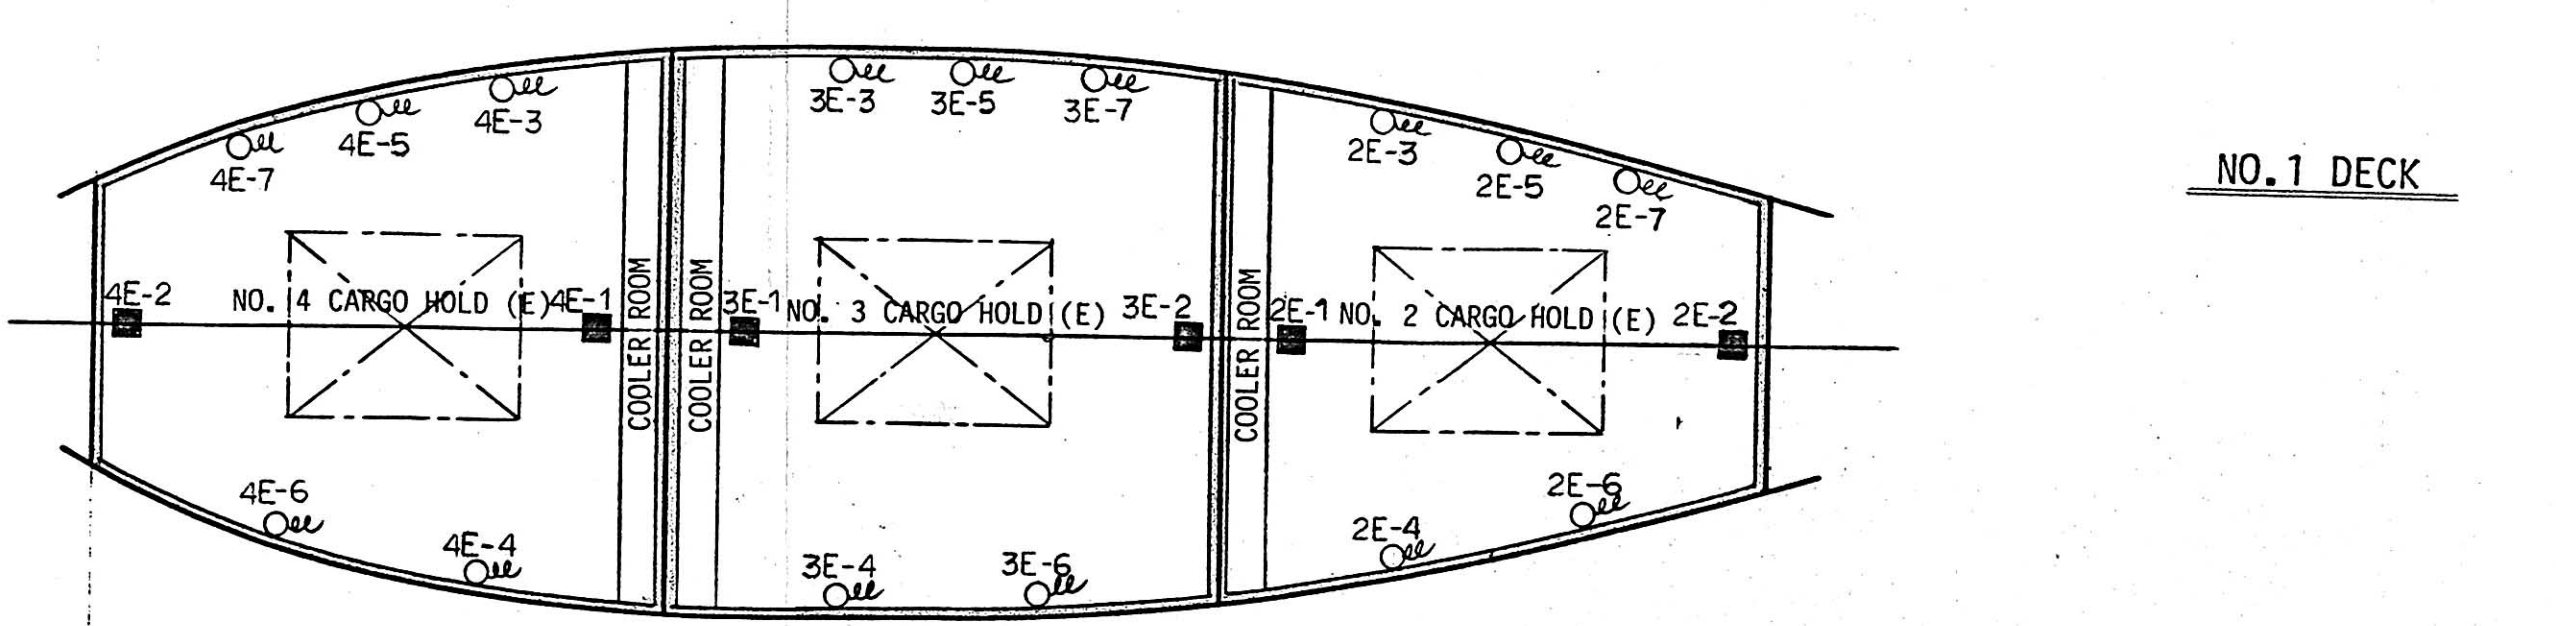 4E-3
3E-3
3E-5
3E-7
4E-5
2E-3
4E-7
2E-5
2E-7
NO.1 DECK
4E-2
NO. 4 CARGO HOLD (E)
4E-1
COOLER ROOM
COOLER ROOM
3E-1
NO. 3 CARGO HOLD (E)
3E-2
COOLER ROOM
2E-1
NO. 2 CARGO HOLD (E)
2E-2
4E-6
4E-4
3E-4
3E-6
2E-4
2E-6